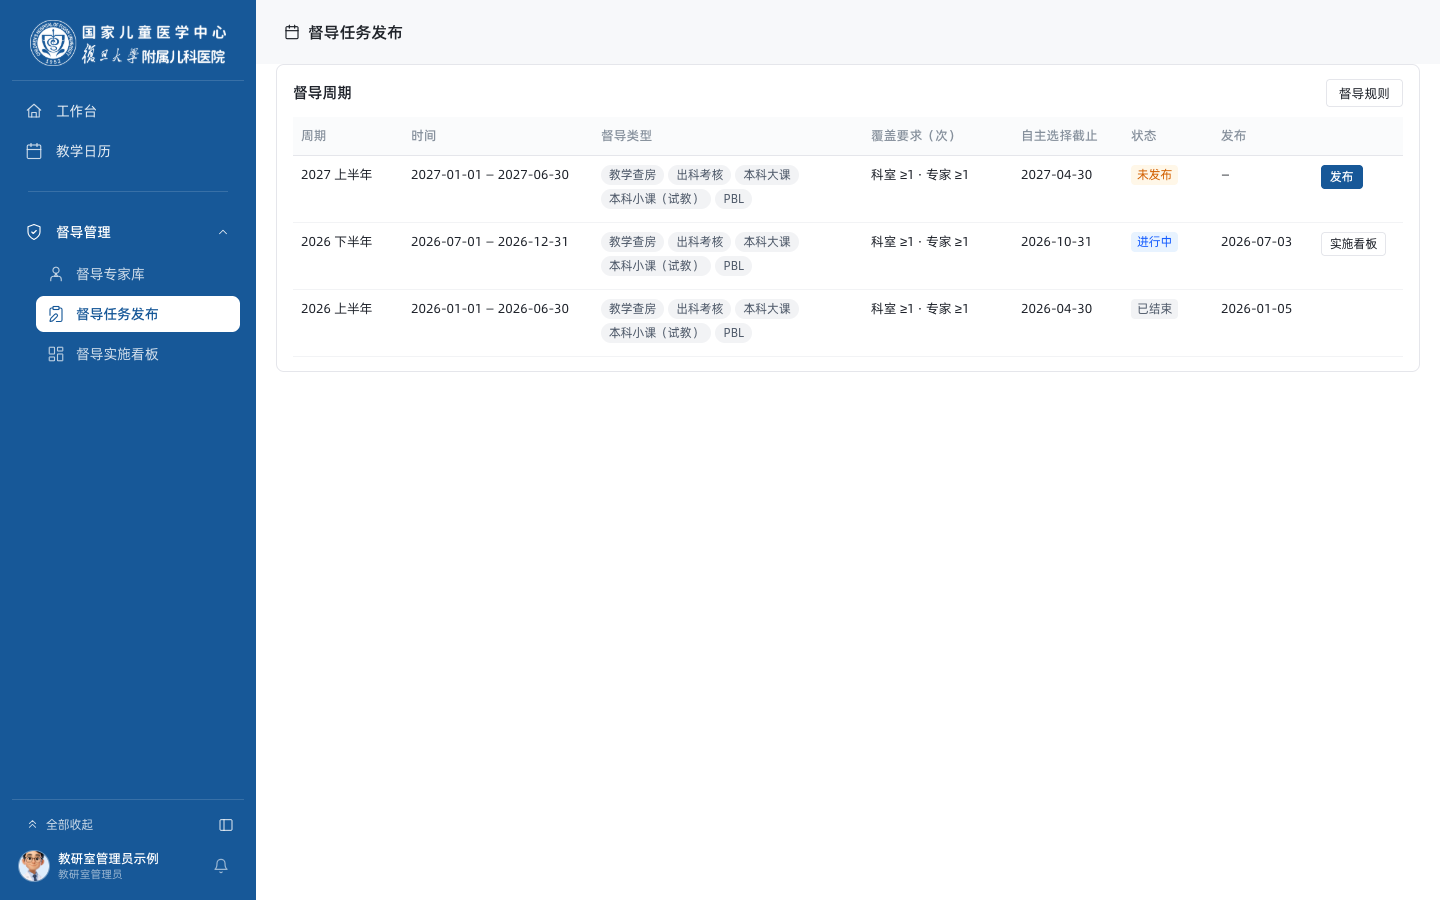 国家儿童医学中心
復旦大学附属儿科医院
1952
工作台
教学日历
督导管理
督导专家库
督导任务发布
督导实施看板
全部收起
教研室管理员示例
教研室管理员
督导任务发布
督导周期
督导规则
周期 时间 督导类型 覆盖要求（次） 自主选择截止 状态 发布
2027 上半年 2027-01-01 – 2027-06-30 教学查房 出科考核 本科大课 科室 ≥1 · 专家 ≥1 2027-04-30 未发布 – 发布
本科小课（试教） PBL
2026 下半年 2026-07-01 – 2026-12-31 教学查房 出科考核 本科大课 科室 ≥1 · 专家 ≥1 2026-10-31 进行中 2026-07-03 实施看板
本科小课（试教） PBL
2026 上半年 2026-01-01 – 2026-06-30 教学查房 出科考核 本科大课 科室 ≥1 · 专家 ≥1 2026-04-30 已结束 2026-01-05
本科小课（试教） PBL